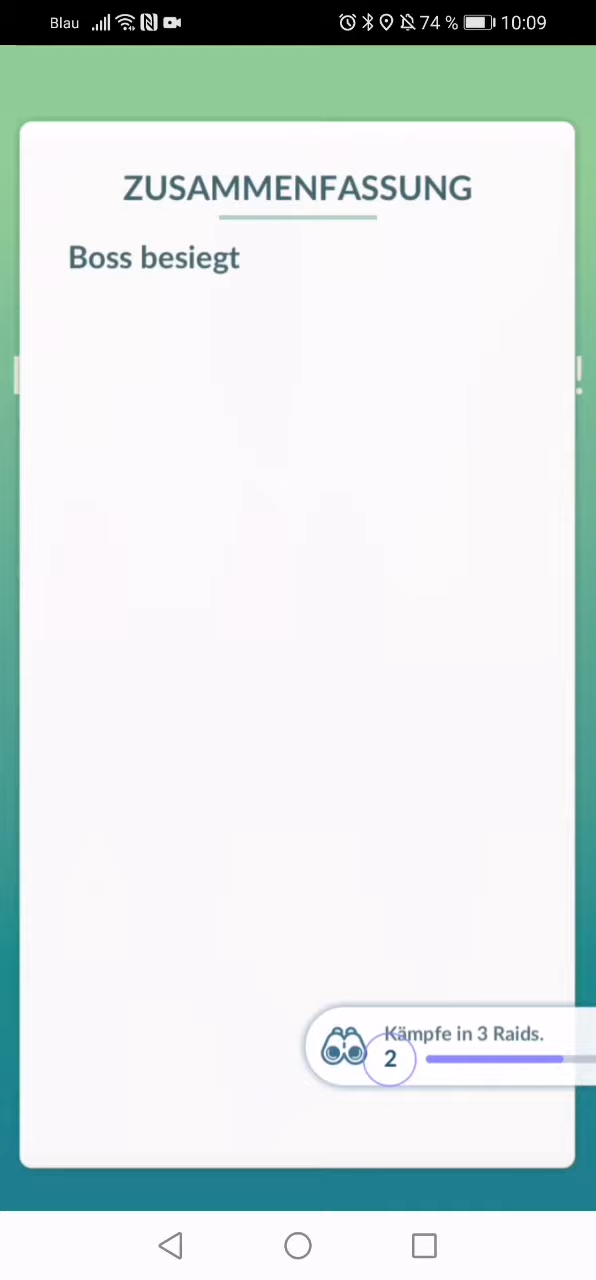 Blau 74 % 10:09
ZUSAMMENFASSUNG
Boss besiegt
!
Kämpfe in 3 Raids.
2